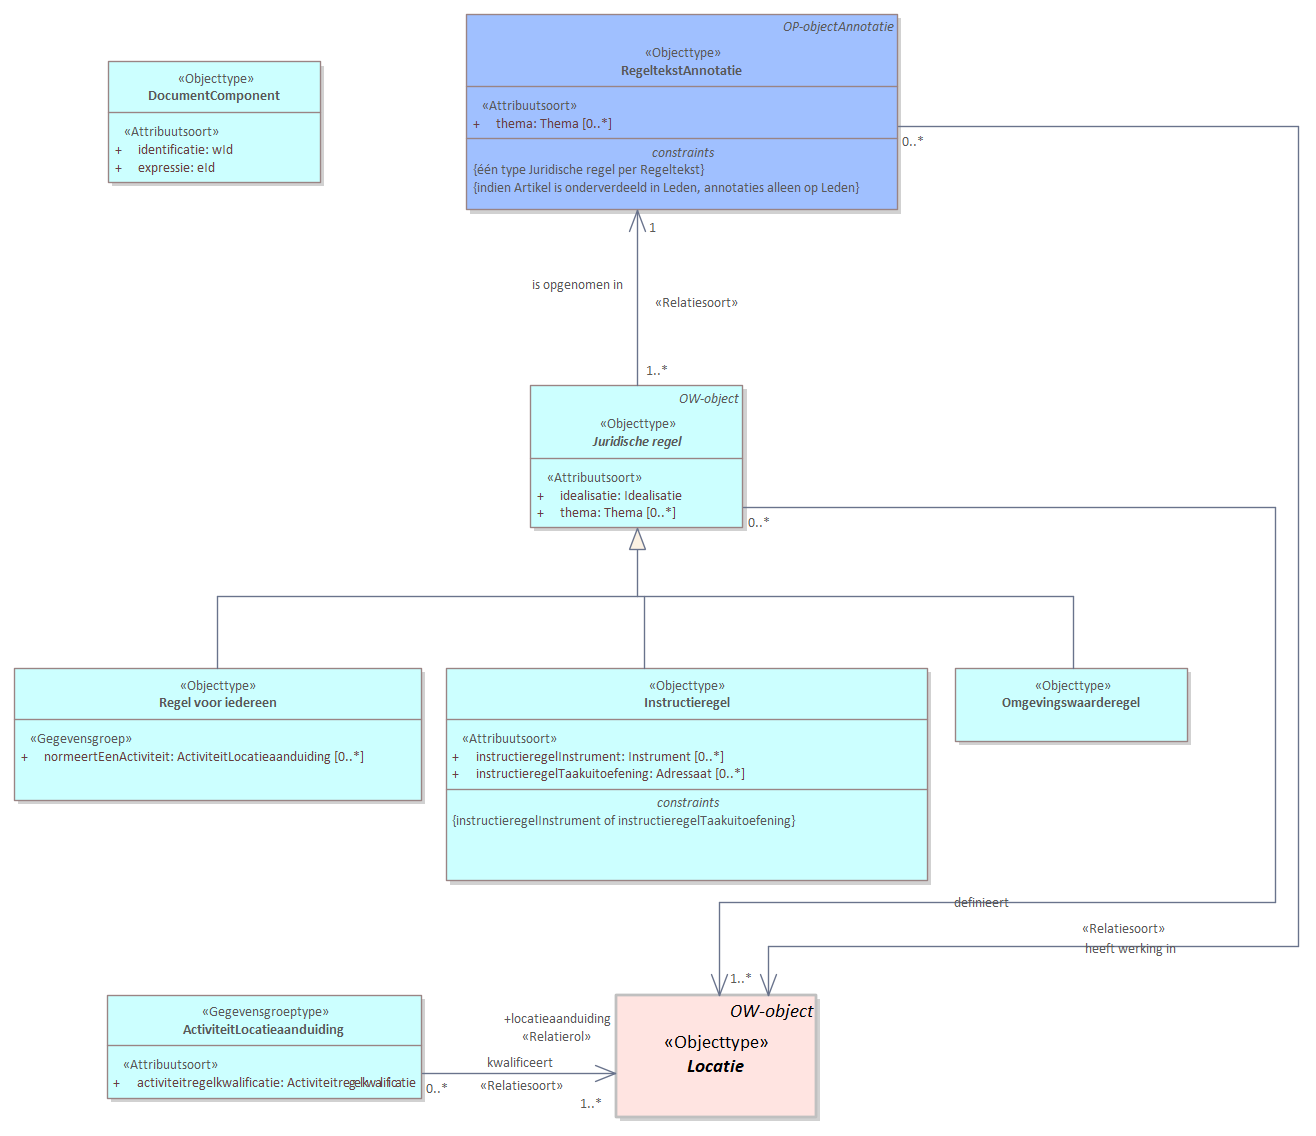 OP-objectAnnotatie
«Objecttype»
RegeltekstAnnotatie
«Attribuutsoort»
+ thema: Thema [0..*]
constraints
{één type Juridische regel per Regeltekst}
{indien Artikel is onderverdeeld in Leden, annotaties alleen op Leden}
«Objecttype»
DocumentComponent
«Attribuutsoort»
+ identificatie: wId
+ expressie: eId
0..*
1
is opgenomen in
«Relatiesoort»
1..*
OW-object
«Objecttype»
Juridische regel
«Attribuutsoort»
+ idealisatie: Idealisatie
+ thema: Thema [0..*]
0..*
«Objecttype»
Regel voor iedereen
«Gegevensgroep»
+ normeertEenActiviteit: ActiviteitLocatieaanduiding [0..*]
«Objecttype»
Instructieregel
«Attribuutsoort»
+ instructieregelInstrument: Instrument [0..*]
+ instructieregelTaakuitoefening: Adressaat [0..*]
constraints
{instructieregelInstrument of instructieregelTaakuitoefening}
«Objecttype»
Omgevingswaarderegel
definieert
«Relatiesoort»
heeft werking in
1..*
«Gegevensgroeptype»
ActiviteitLocatieaanduiding
«Attribuutsoort»
+ activiteitregelkwalificatie: Activiteitregelkwalificatie
0..*
+locatieaanduiding
«Relatierol»
kwalificeert
«Relatiesoort»
1..*
OW-object
«Objecttype»
Locatie